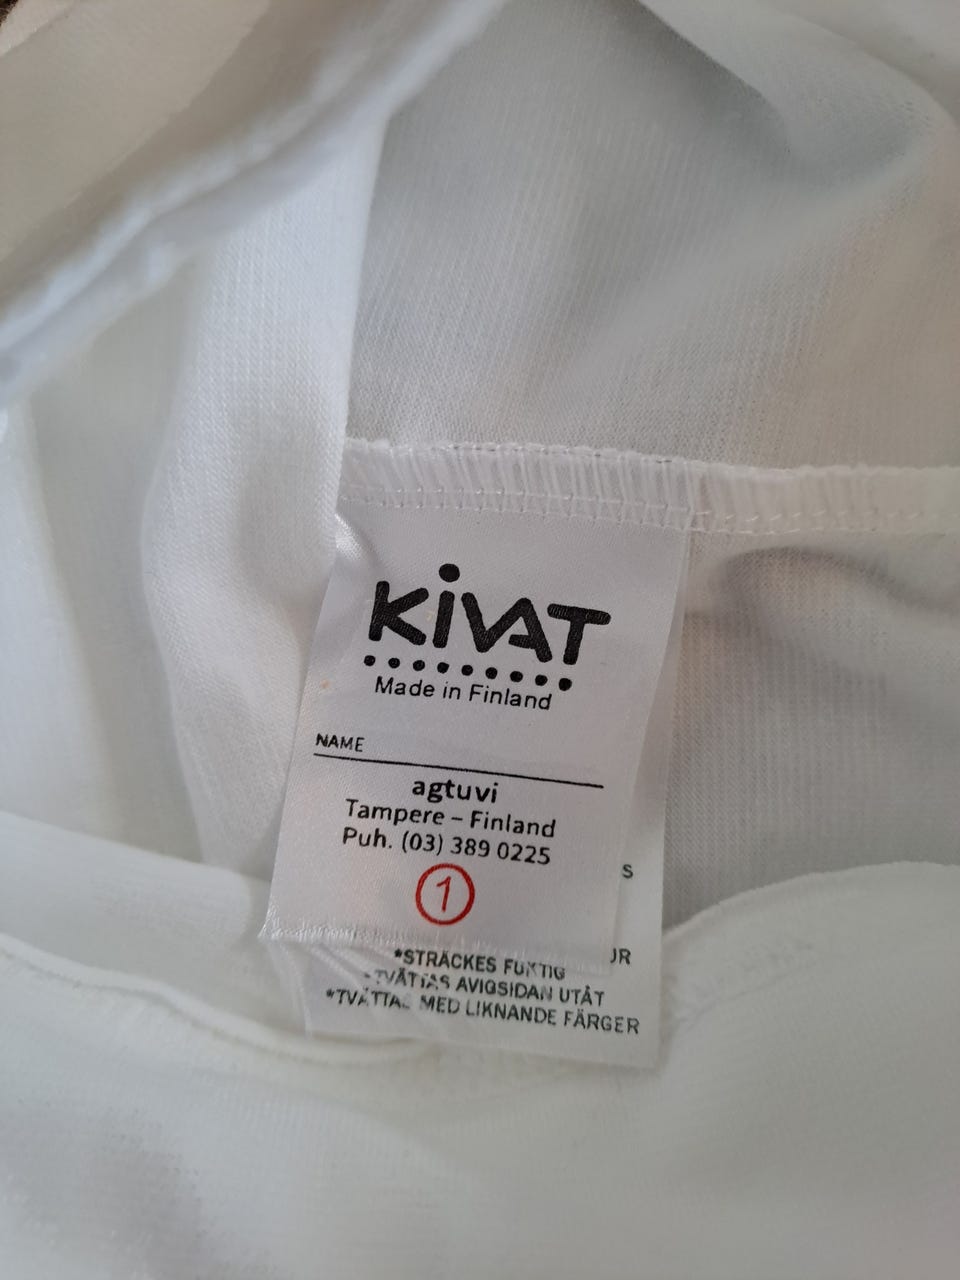 KiVAT
Made in Finland
NAME
agtuvi
Tampere – Finland
Puh. (03) 389 0225
1
S
UR
*STRÄCKES FUKTIG
*TVÄTTAS AVIGSIDAN UTÅT
*TVÄTTAS MED LIKNANDE FÄRGER